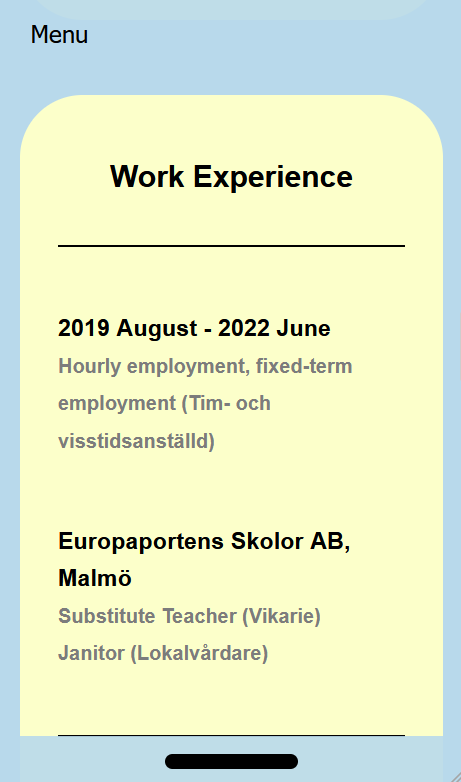 Menu
Work Experience
2019 August - 2022 June
Hourly employment, fixed-term
employment (Tim- och
visstidsanställd)
Europaportens Skolor AB,
Malmö
Substitute Teacher (Vikarie)
Janitor (Lokalvårdare)